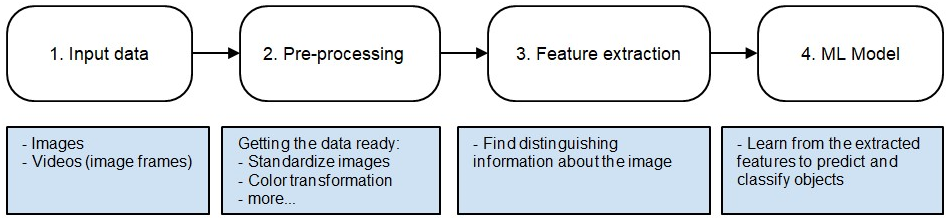 1. Input data
2. Pre-processing
3. Feature extraction
4. ML Model
- Images
- Videos (image frames)
Getting the data ready:
- Standardize images
- Color transformation
- more...
- Find distinguishing
information about the image
- Learn from the extracted
features to predict and
classify objects